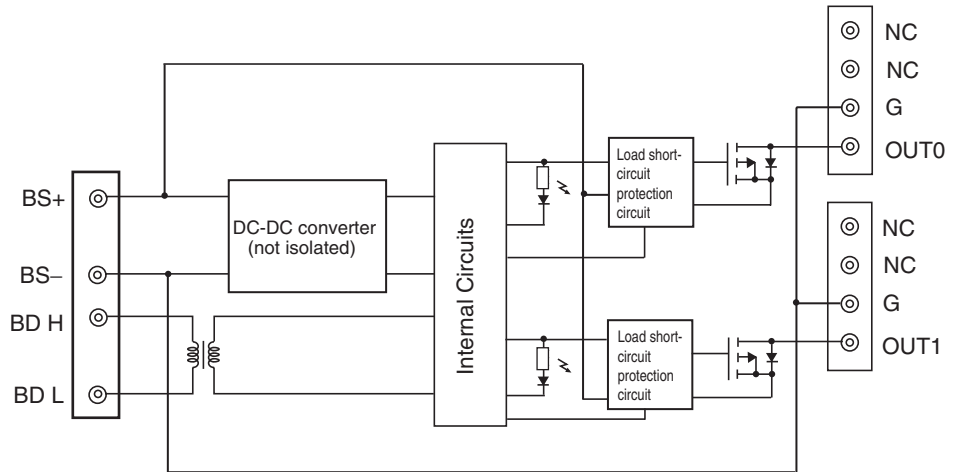 NC
NC
G
OUT0
BS+
BS–
BD H
BD L
DC-DC converter
(not isolated)
Internal Circuits
Load short-
circuit
protection
circuit
NC
NC
G
OUT1
Load short-
circuit
protection
circuit